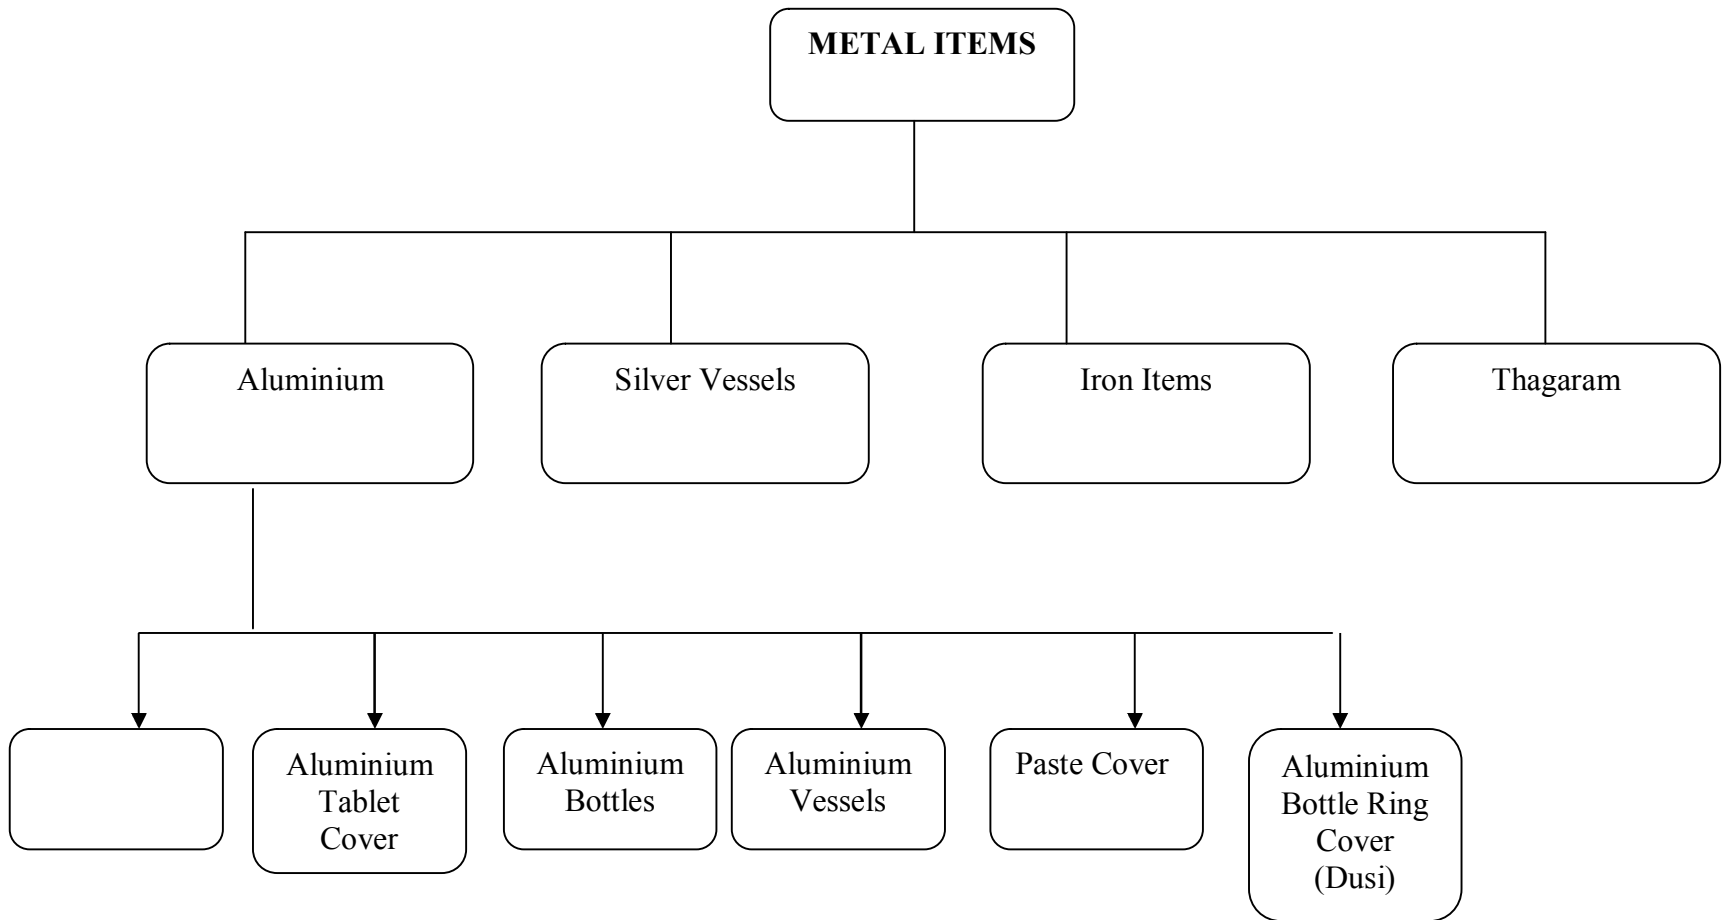 METAL ITEMS
Aluminium
Silver Vessels
Iron Items
Thagaram
Aluminium
Tablet
Cover
Aluminium
Bottles
Aluminium
Vessels
Paste Cover
Aluminium
Bottle Ring
Cover
(Dusi)